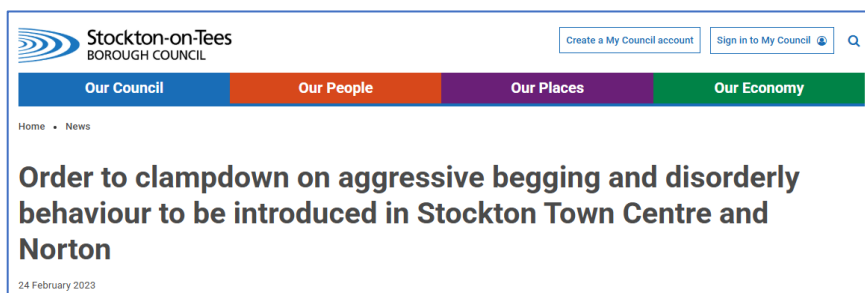 Stockton-on-Tees
BOROUGH COUNCIL
Create a My Council account
Sign in to My Council
Our Council
Our People
Our Places
Our Economy
Home • News
Order to clampdown on aggressive begging and disorderly
behaviour to be introduced in Stockton Town Centre and
Norton
24 February 2023